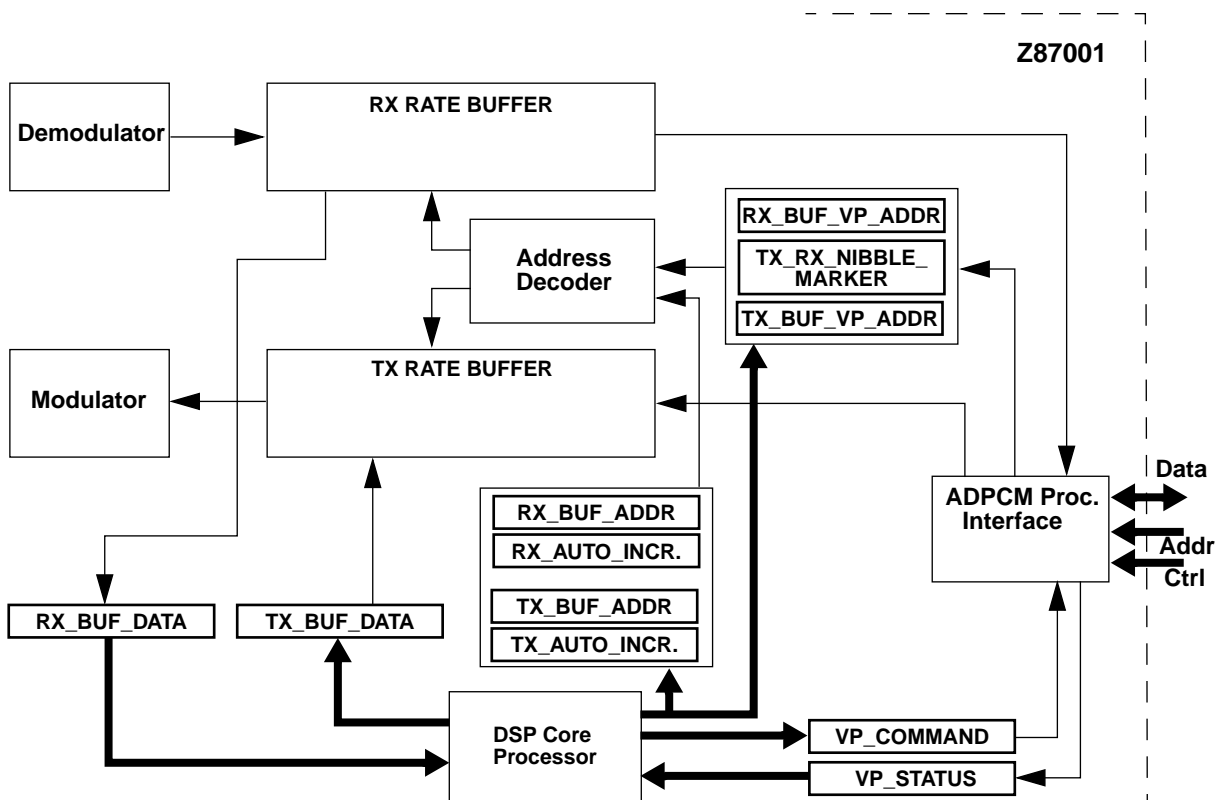 Z87001
RX RATE BUFFER
Demodulator
RX_BUF_VP_ADDR
TX_RX_NIBBLE_
MARKER
TX_BUF_VP_ADDR
Address
Decoder
TX RATE BUFFER
Modulator
ADPCM Proc.
Interface
Data
Addr
Ctrl
RX_BUF_ADDR
RX_AUTO_INCR.
TX_BUF_ADDR
TX_AUTO_INCR.
RX_BUF_DATA
TX_BUF_DATA
DSP Core
Processor
VP_COMMAND
VP_STATUS